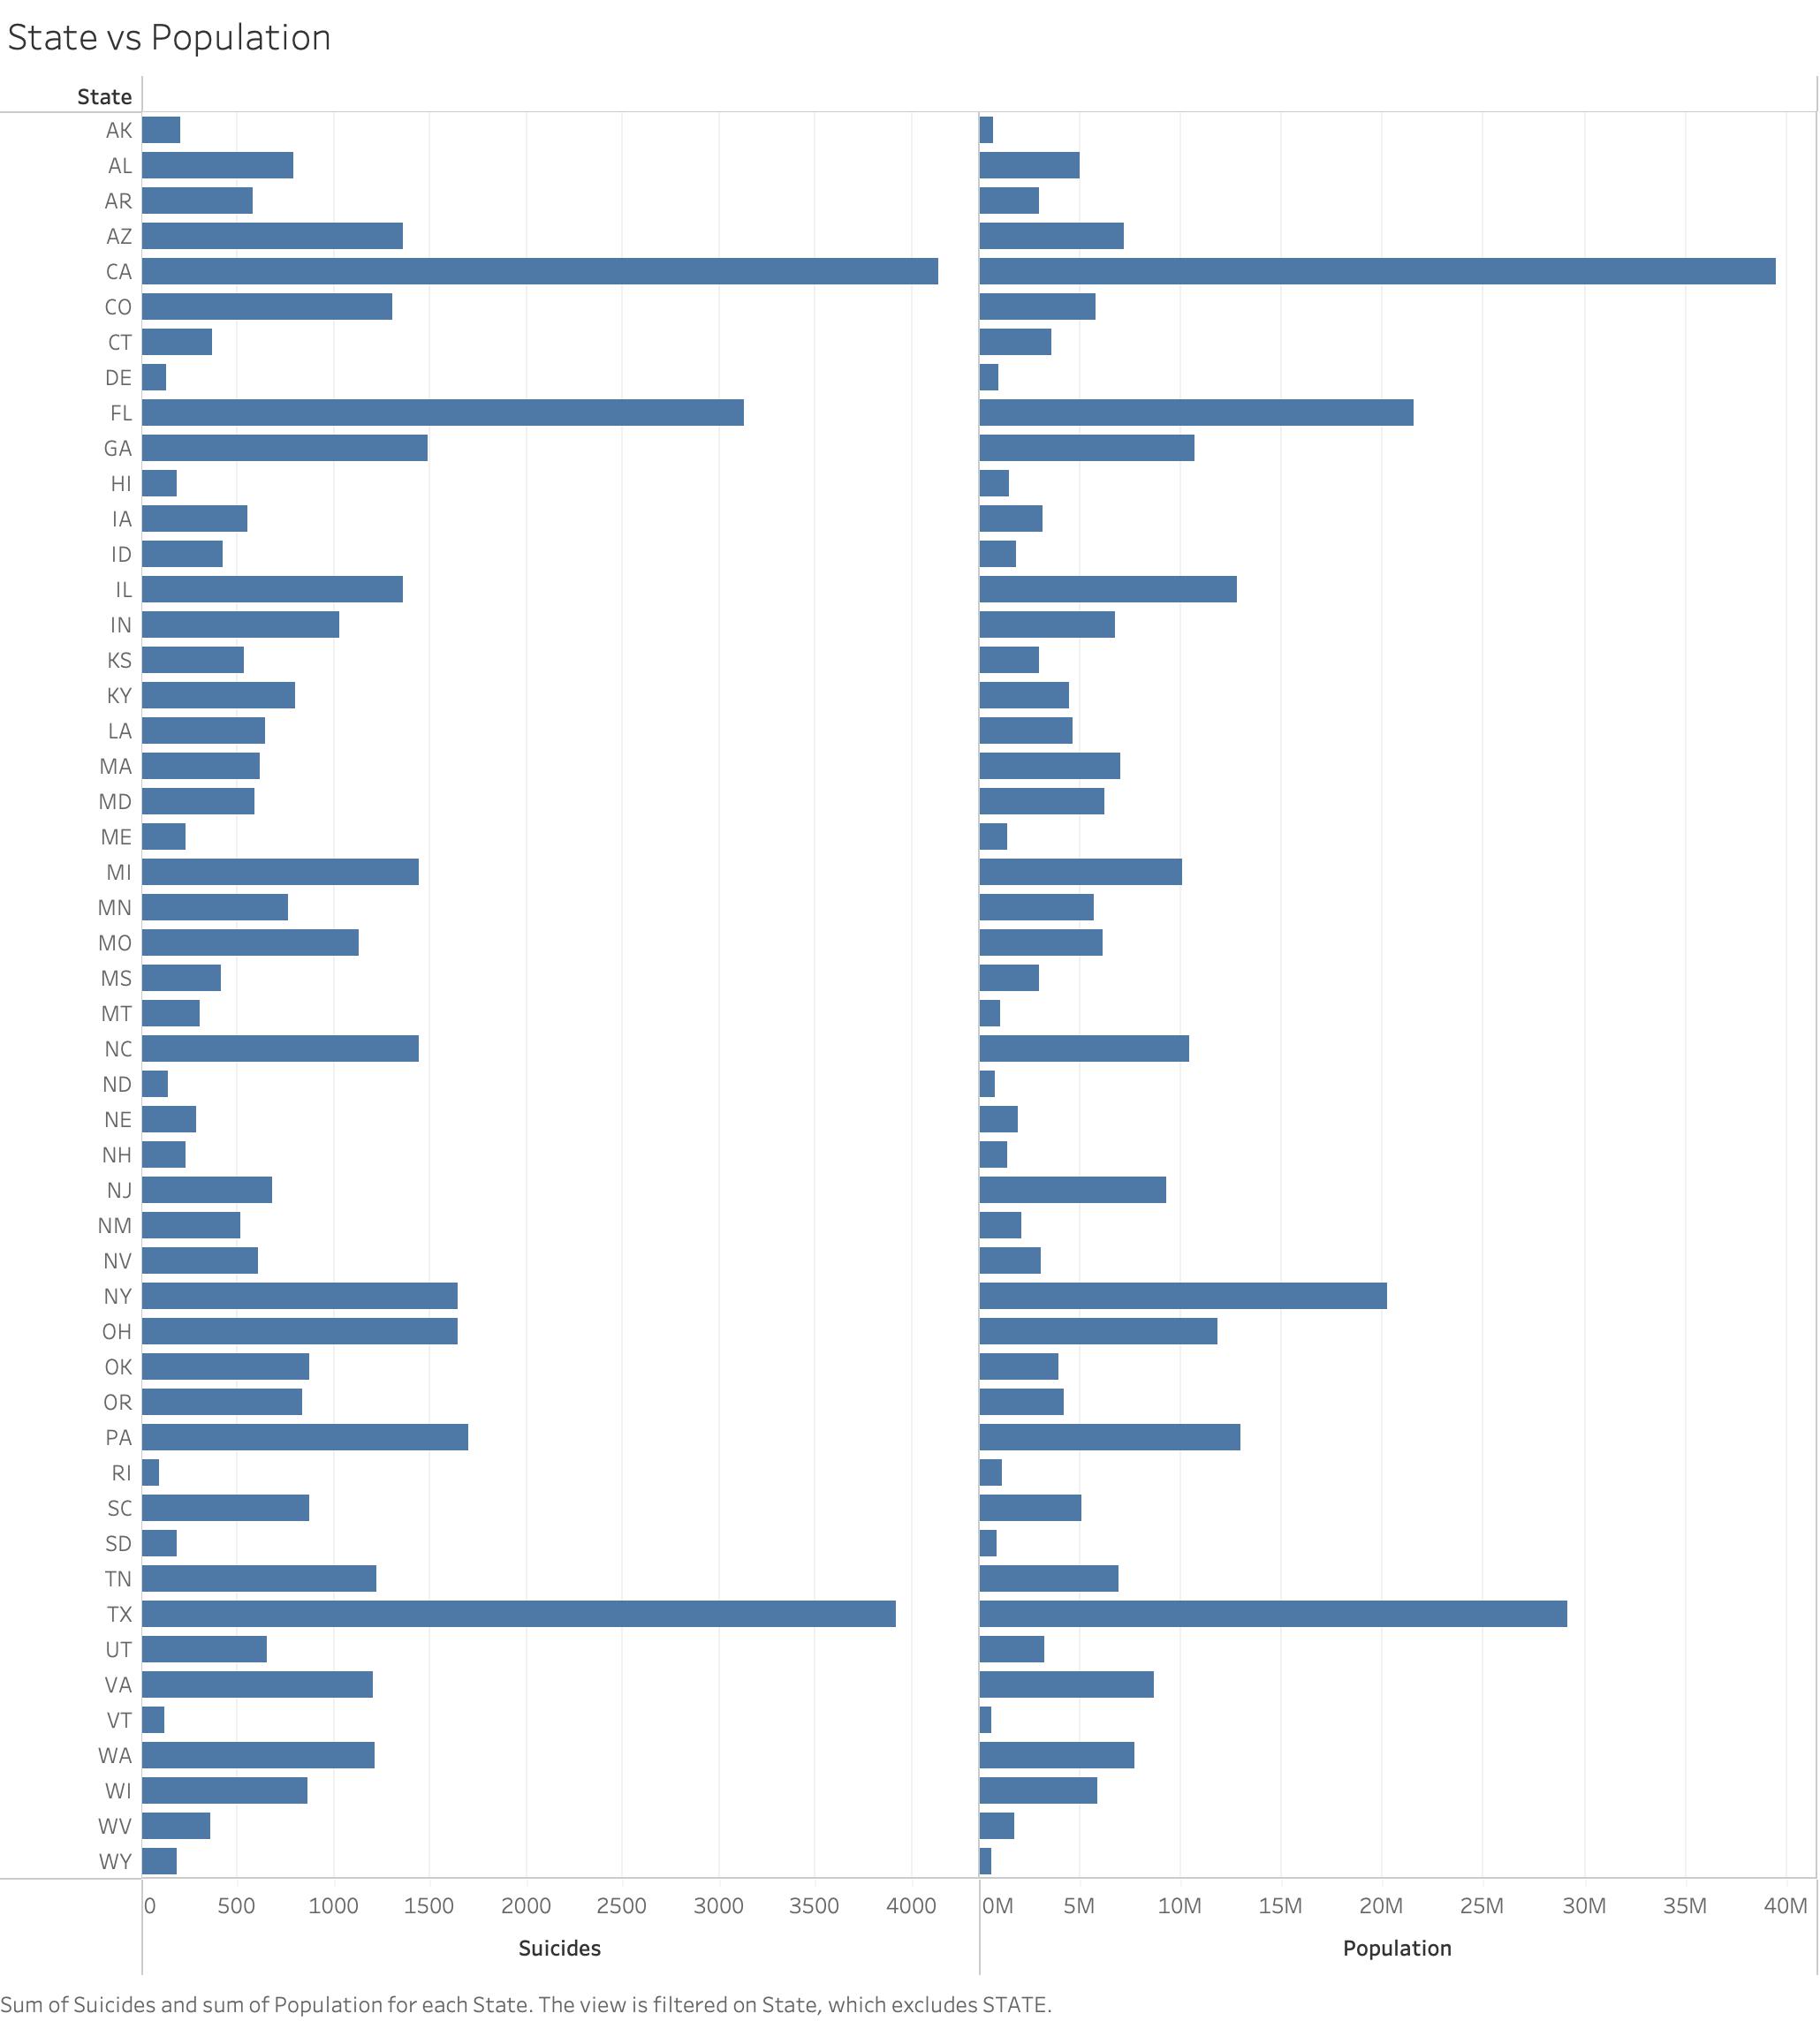 State vs Population
State
AK
AL
AR
AZ
CA
CO
CT
DE
FL
GA
HI
IA
ID
IL
IN
KS
KY
LA
MA
MD
ME
MI
MN
MO
MS
MT
NC
ND
NE
NH
NJ
NM
NV
NY
OH
OK
OR
PA
RI
SC
SD
TN
TX
UT
VA
VT
WA
WI
WV
WY
0 500 1000 1500 2000 2500 3000 3500 4000 0M 5M 10M 15M 20M 25M 30M 35M 40M
Suicides Population
Sum of Suicides and sum of Population for each State. The view is filtered on State, which excludes STATE.